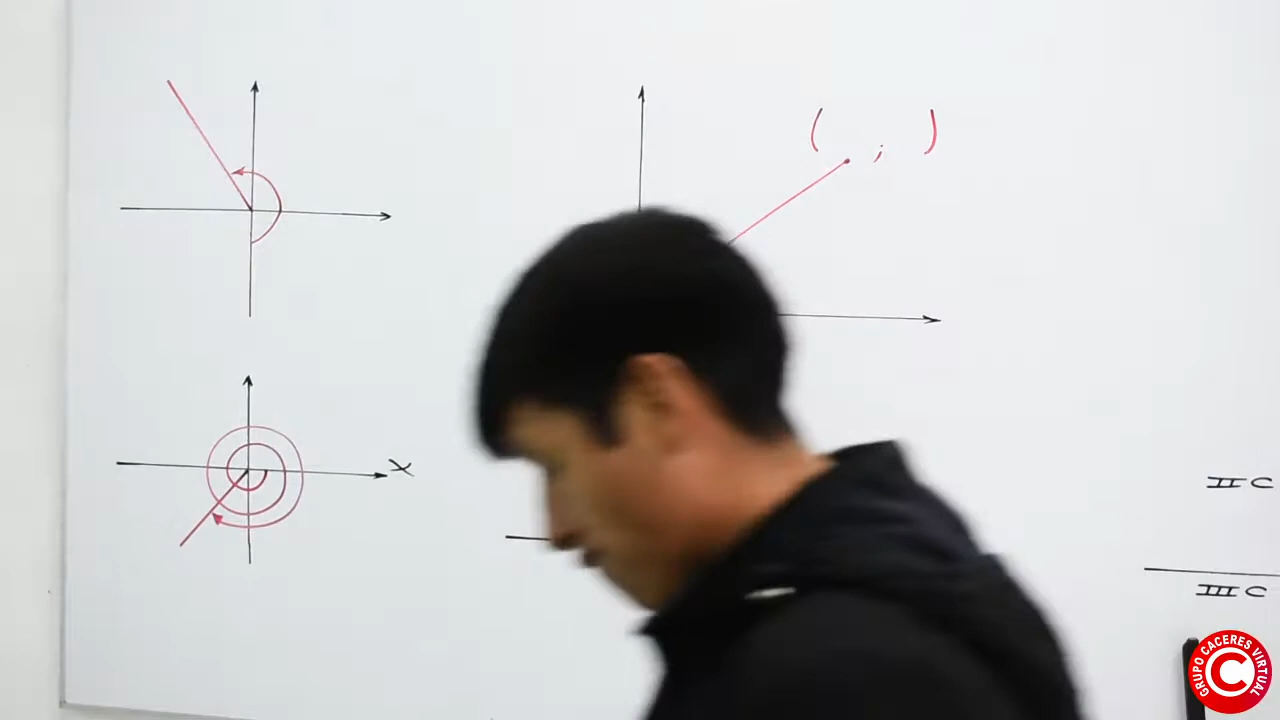 ( ; )
X
II C
III C
GRUPO CACERES VIRTUAL
C